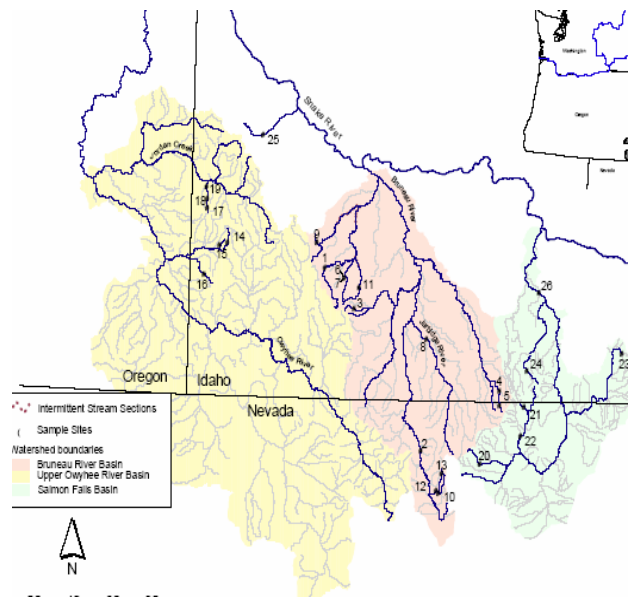 Washington
Oregon
Nevada
Snake River
25
Jordan Creek
Bruneau River
19
18
17
14
15
16
9
1
6
7
11
3
26
Owyhee River
Jarbidge River
8
24
23
Oregon
Idaho
Nevada
4
5
21
22
20
2
13
12
10
Intermittent Stream Sections
Sample Sites
Watershed boundaries
Bruneau River Basin
Upper Owyhee River Basin
Salmon Falls Basin
N